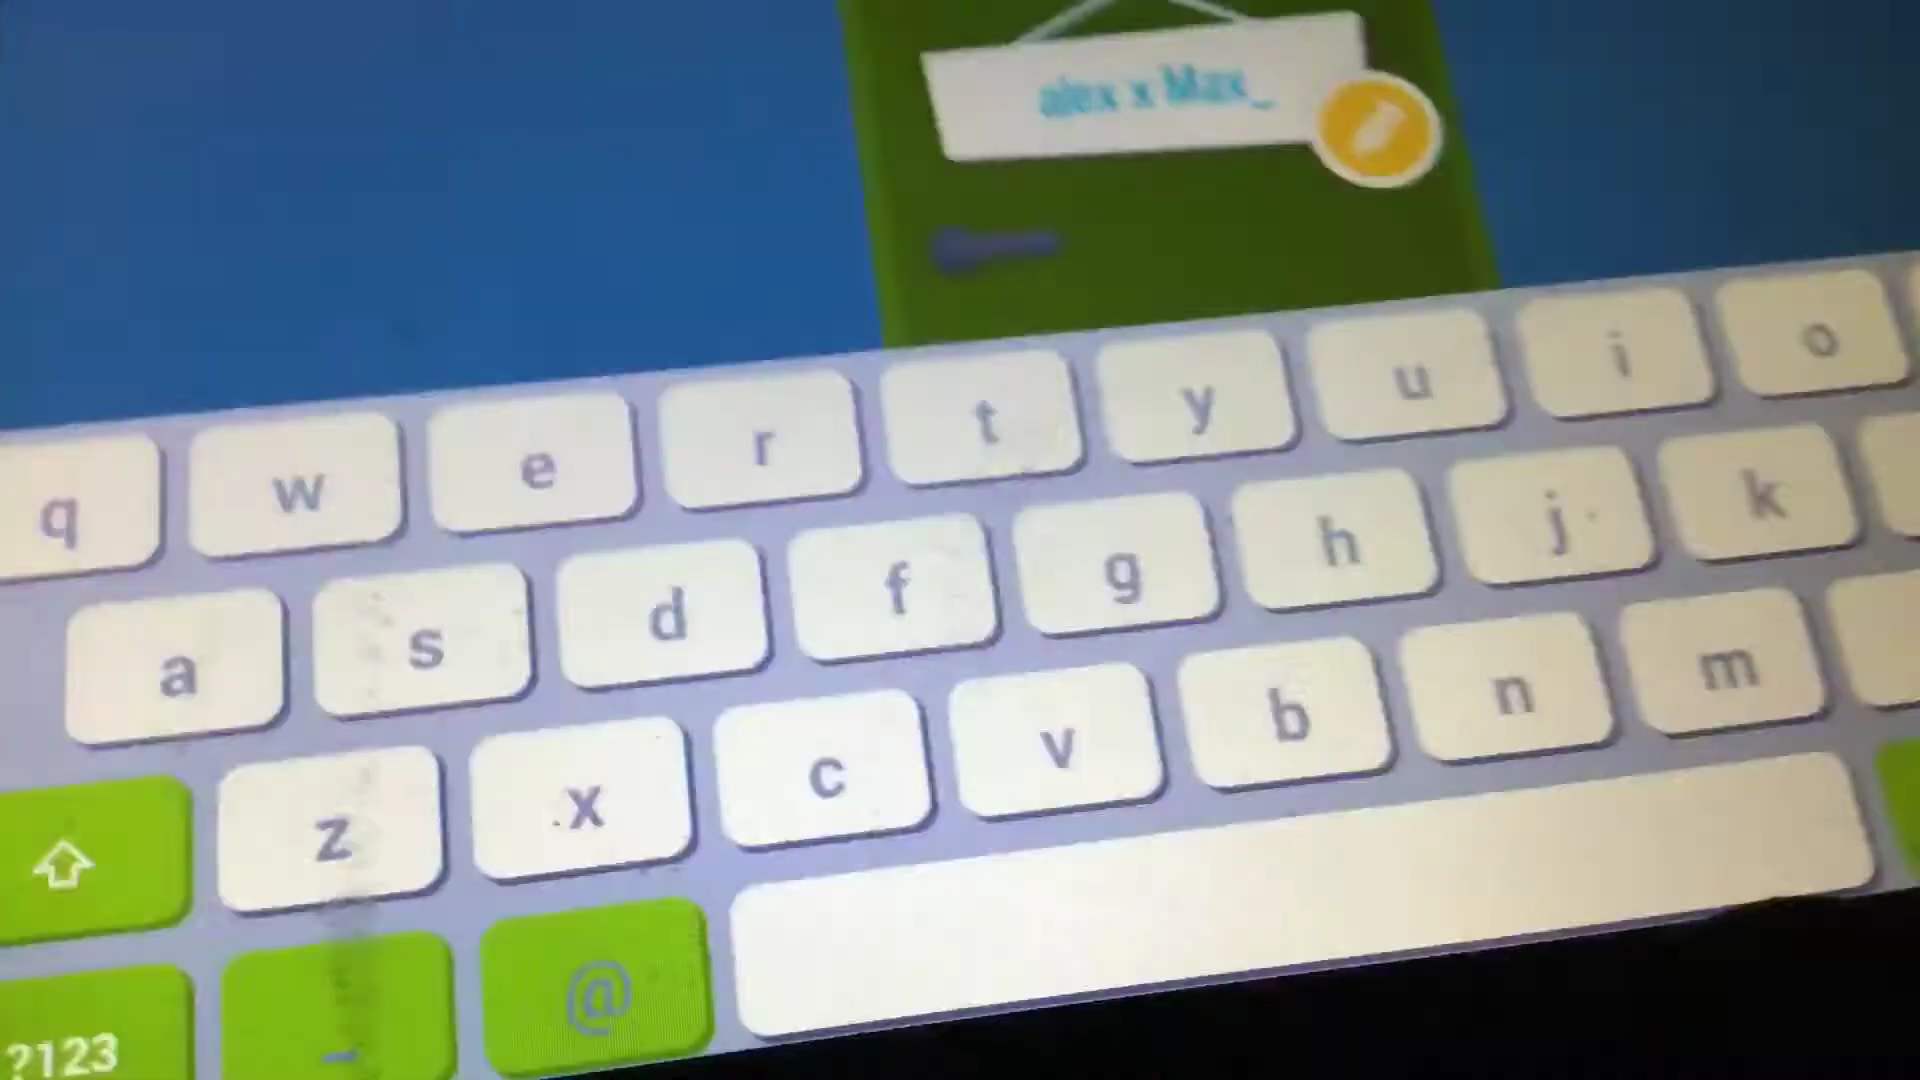 alex x Max_
q w e r t y u i o
a s d f g h j k
z x c v b n m
?123 - @